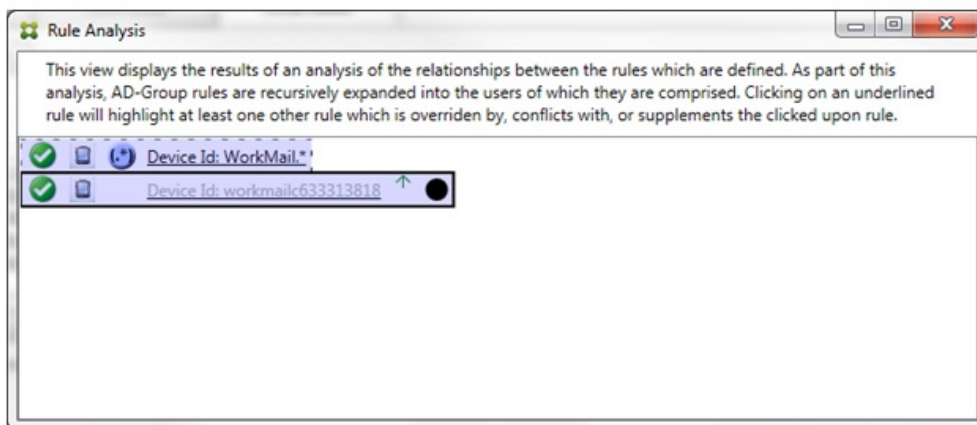 Rule Analysis
This view displays the results of an analysis of the relationships between the rules which are defined. As part of this
analysis, AD-Group rules are recursively expanded into the users of which they are comprised. Clicking on an underlined
rule will highlight at least one other rule which is overriden by, conflicts with, or supplements the clicked upon rule.
(.*) Device Id: WorkMail.*
Device Id: workmailc633313818